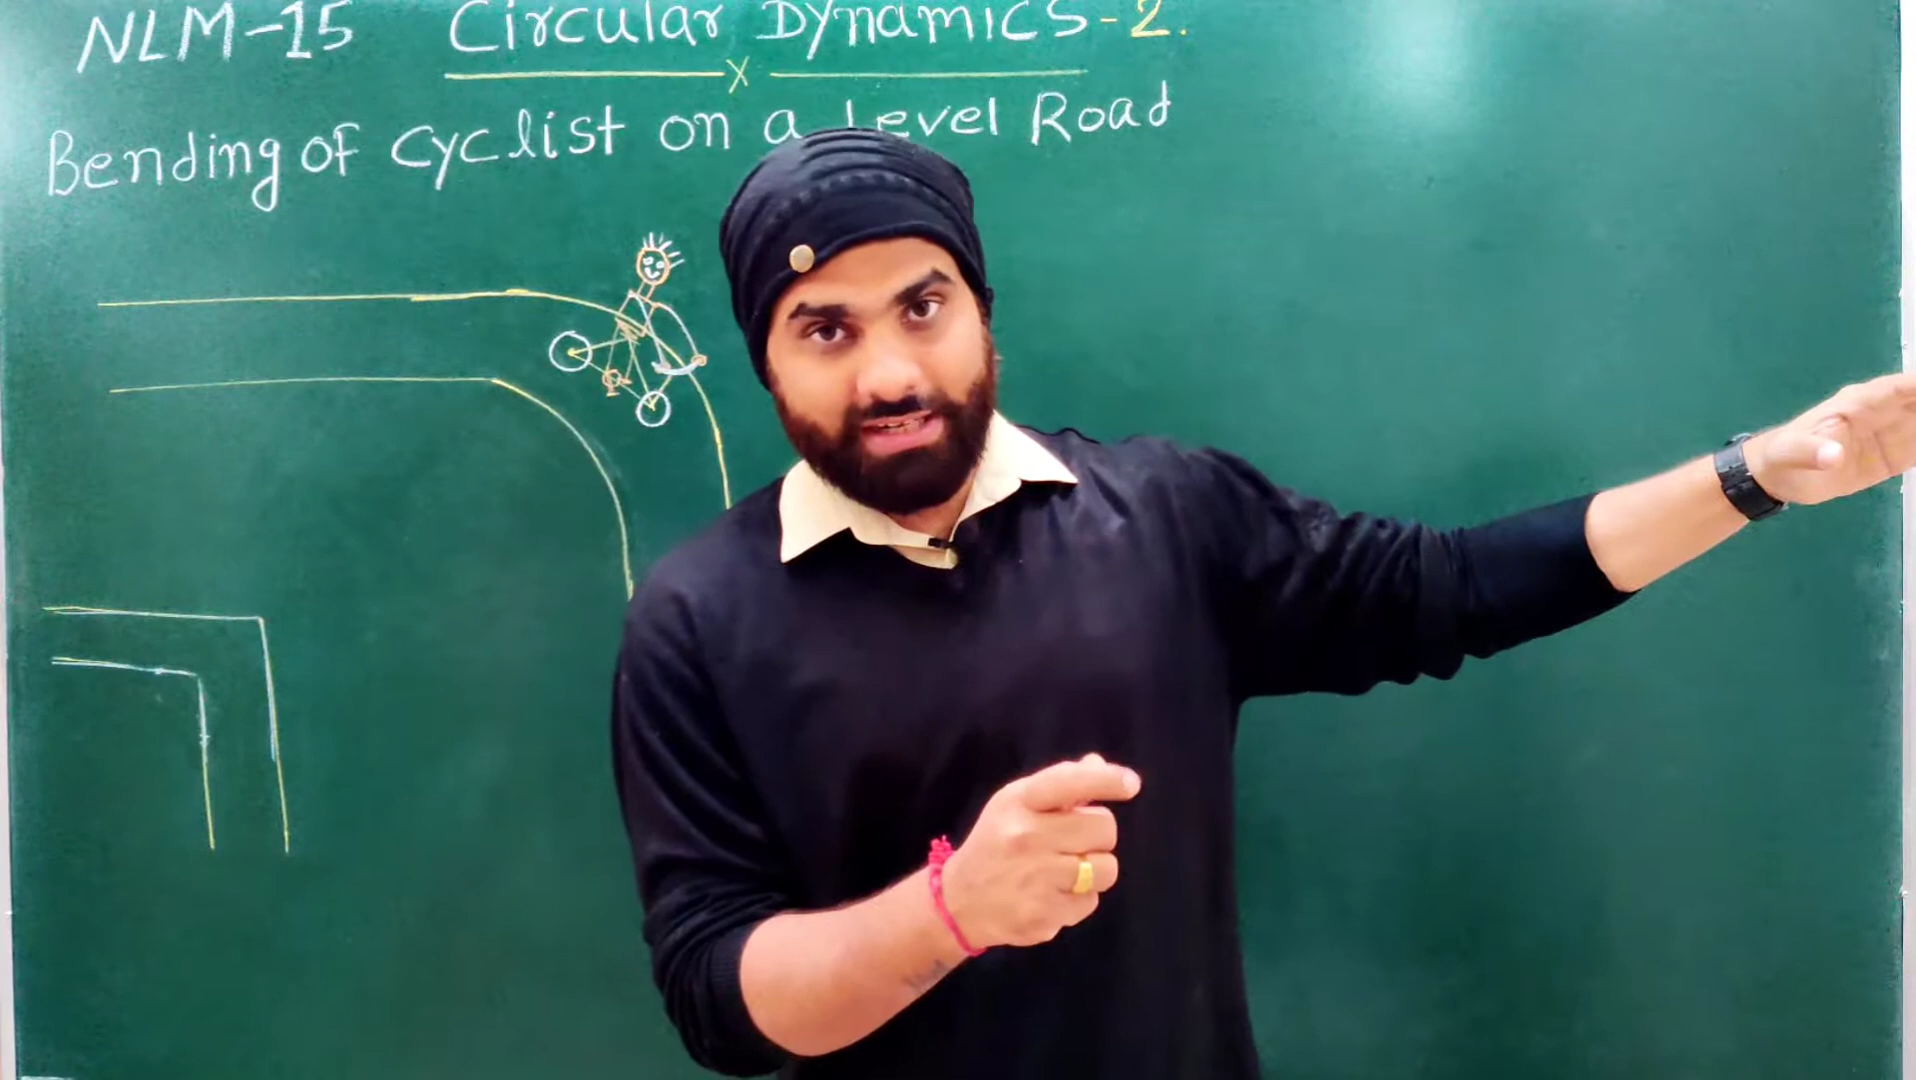 NLM-15 Circular Dynamics-2.
Bending of cyclist on a Level Road